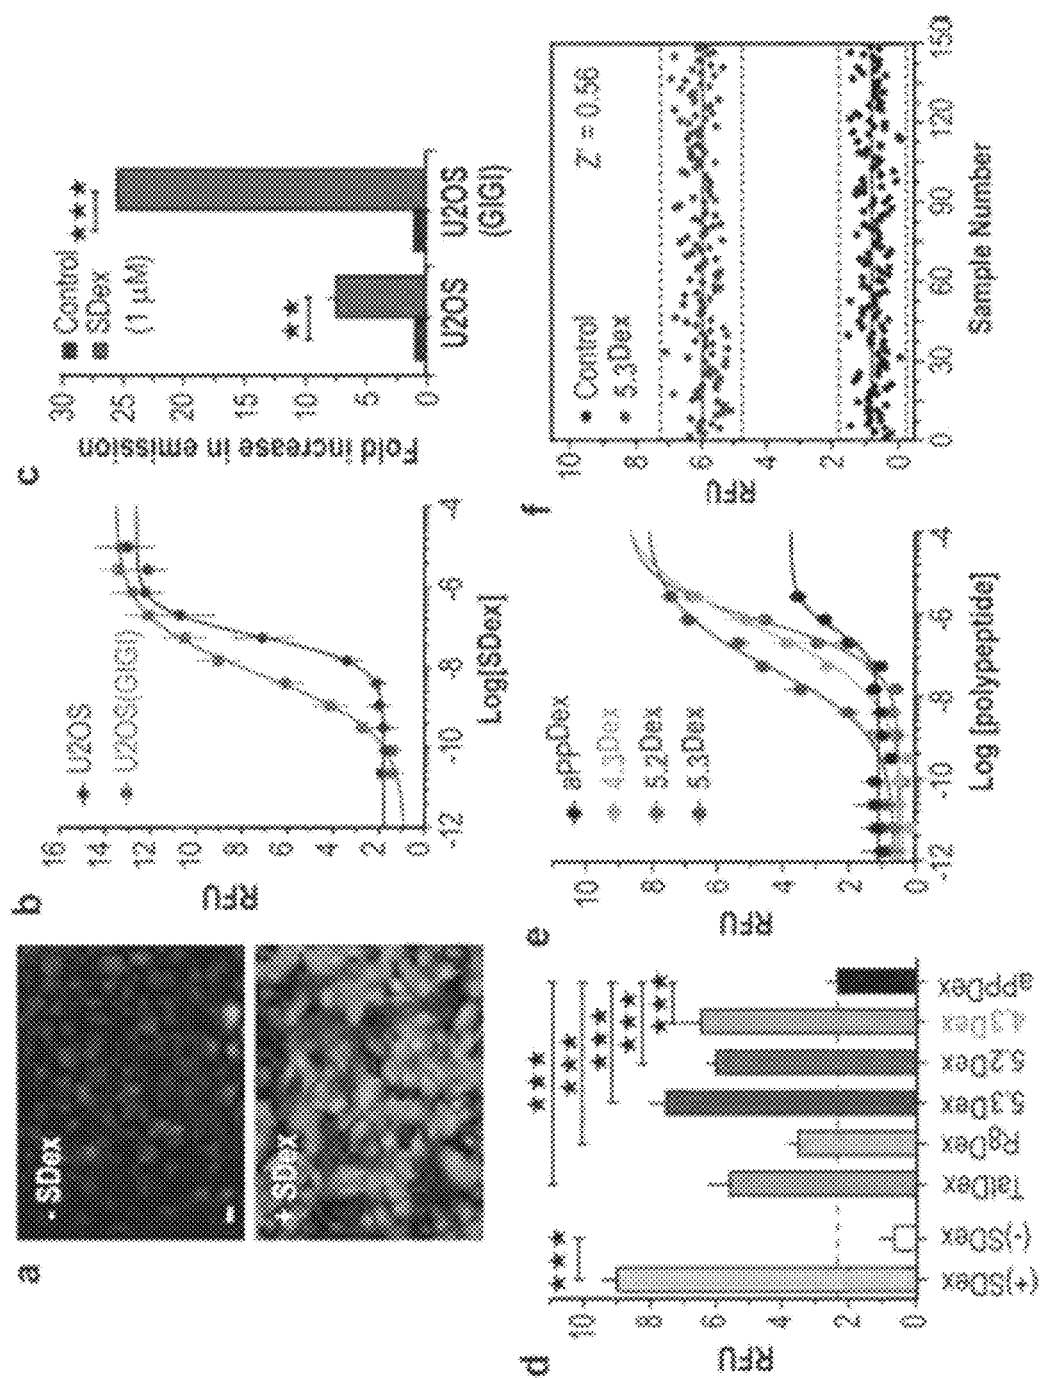 a
- SDex
+ SDex
b
RFU
16
14
12
10
8
6
4
2
0
U2OS
U2OS(GIGI)
-12
-10
-8
-6
-4
Log[SDex]
c
Fold increase in emission
30
25
20
15
10
5
0
Control
SDex
(1 µM)
★★
★★★
U2OS
U2OS
(GIGI)
d
RFU
10
8
6
4
2
0
★★★
★★★
★★★
★★★
★★★
★★★
(+)SDex
(-)SDex
TatDex
RgDex
5.3Dex
5.2Dex
4.3Dex
aPPDex
e
RFU
10
8
6
4
2
0
aPPDex
4.3Dex
5.2Dex
5.3Dex
-12
-10
-8
-6
-4
Log [polypeptide]
f
RFU
10
8
6
4
2
0
Control
5.3Dex
Z' = 0.56
0
30
60
90
120
150
Sample Number